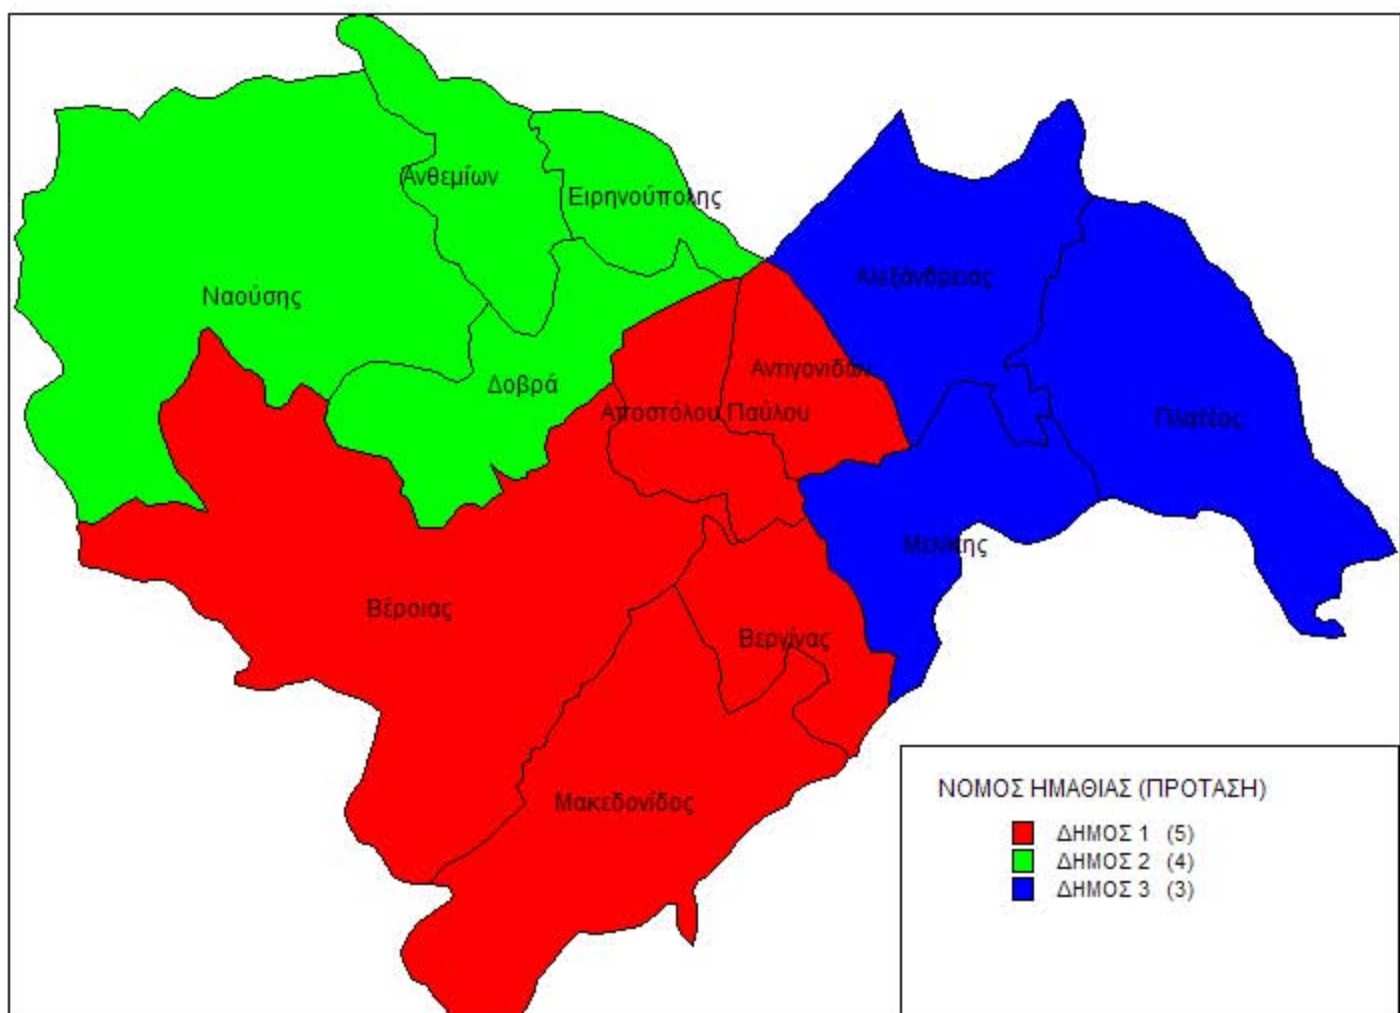 Ανθεμίων
Ειρηνούπολης
Ναούσης
Αλεξάνδρειας
Δοβρά
Αντιγονιδών
Αποστόλου Παύλου
Πλατέος
Μελίκης
Βέροιας
Βεργίνας
Μακεδονίδος
ΝΟΜΟΣ ΗΜΑΘΙΑΣ (ΠΡΟΤΑΣΗ)
ΔΗΜΟΣ 1 (5)
ΔΗΜΟΣ 2 (4)
ΔΗΜΟΣ 3 (3)